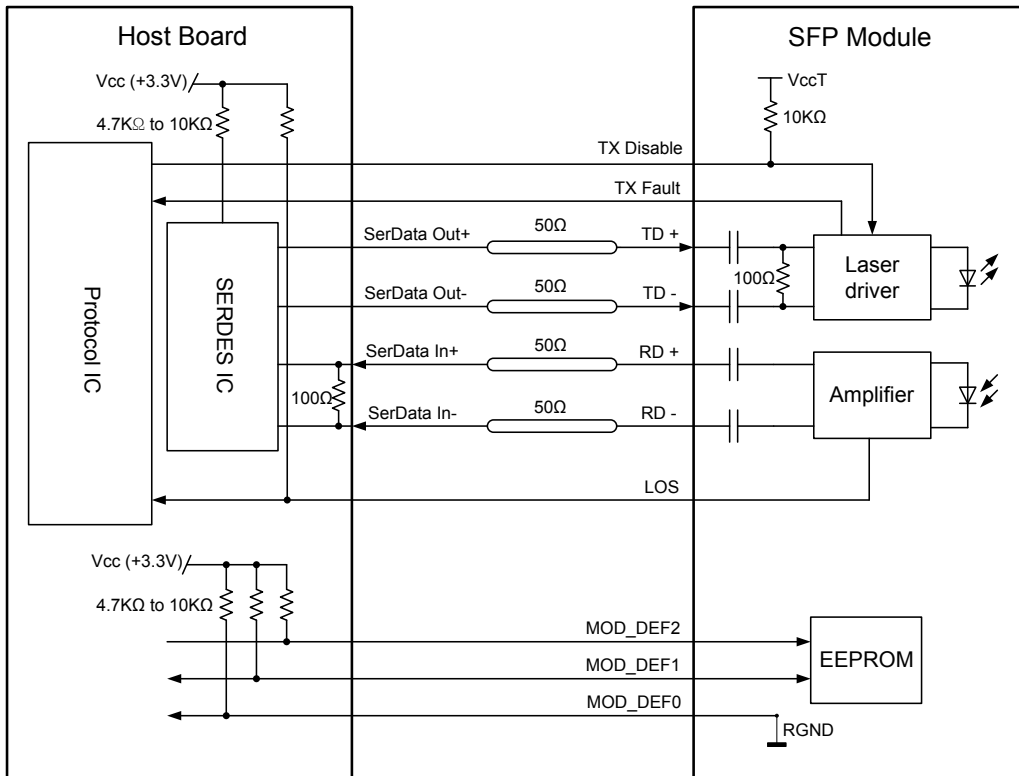 Host Board
SFP Module
Vcc (+3.3V)
VccT
4.7KΩ to 10KΩ
10KΩ
TX Disable
TX Fault
Protocol IC
SERDES IC
SerData Out+
50Ω
TD +
Laser
driver
100Ω
SerData Out-
50Ω
TD -
SerData In+
50Ω
RD +
100Ω
Amplifier
SerData In-
50Ω
RD -
LOS
Vcc (+3.3V)
4.7KΩ to 10KΩ
MOD_DEF2
EEPROM
MOD_DEF1
MOD_DEF0
RGND